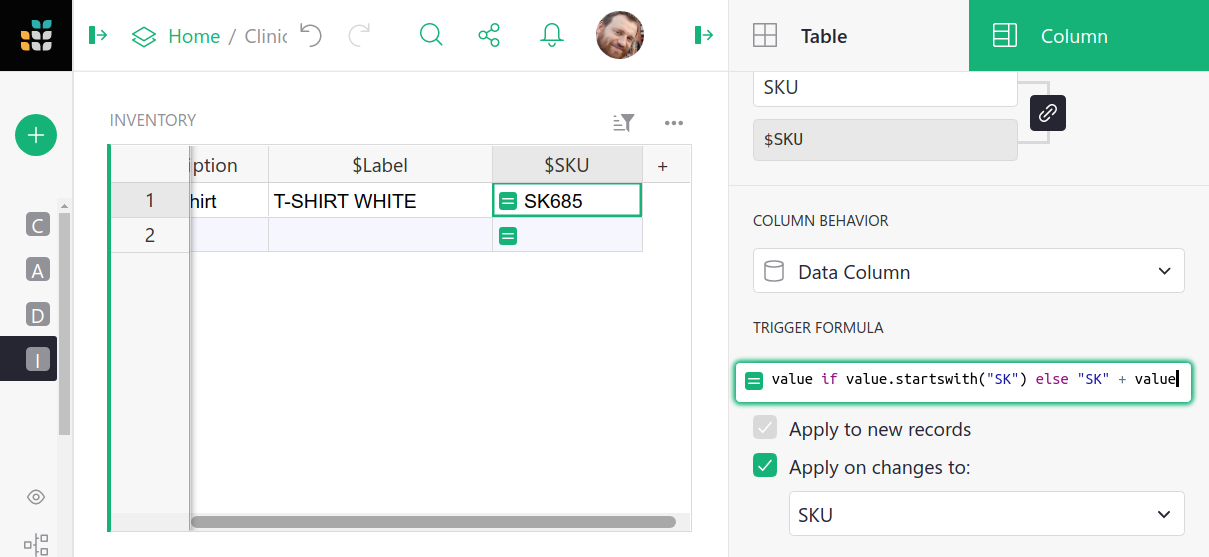 Home / Clinic
Table
Column
SKU
$SKU
INVENTORY
iption $Label $SKU +
1 hirt T-SHIRT WHITE SK685
2
C
A
D
I
COLUMN BEHAVIOR
Data Column
TRIGGER FORMULA
value if value.startswith("SK") else "SK" + value
Apply to new records
Apply on changes to:
SKU